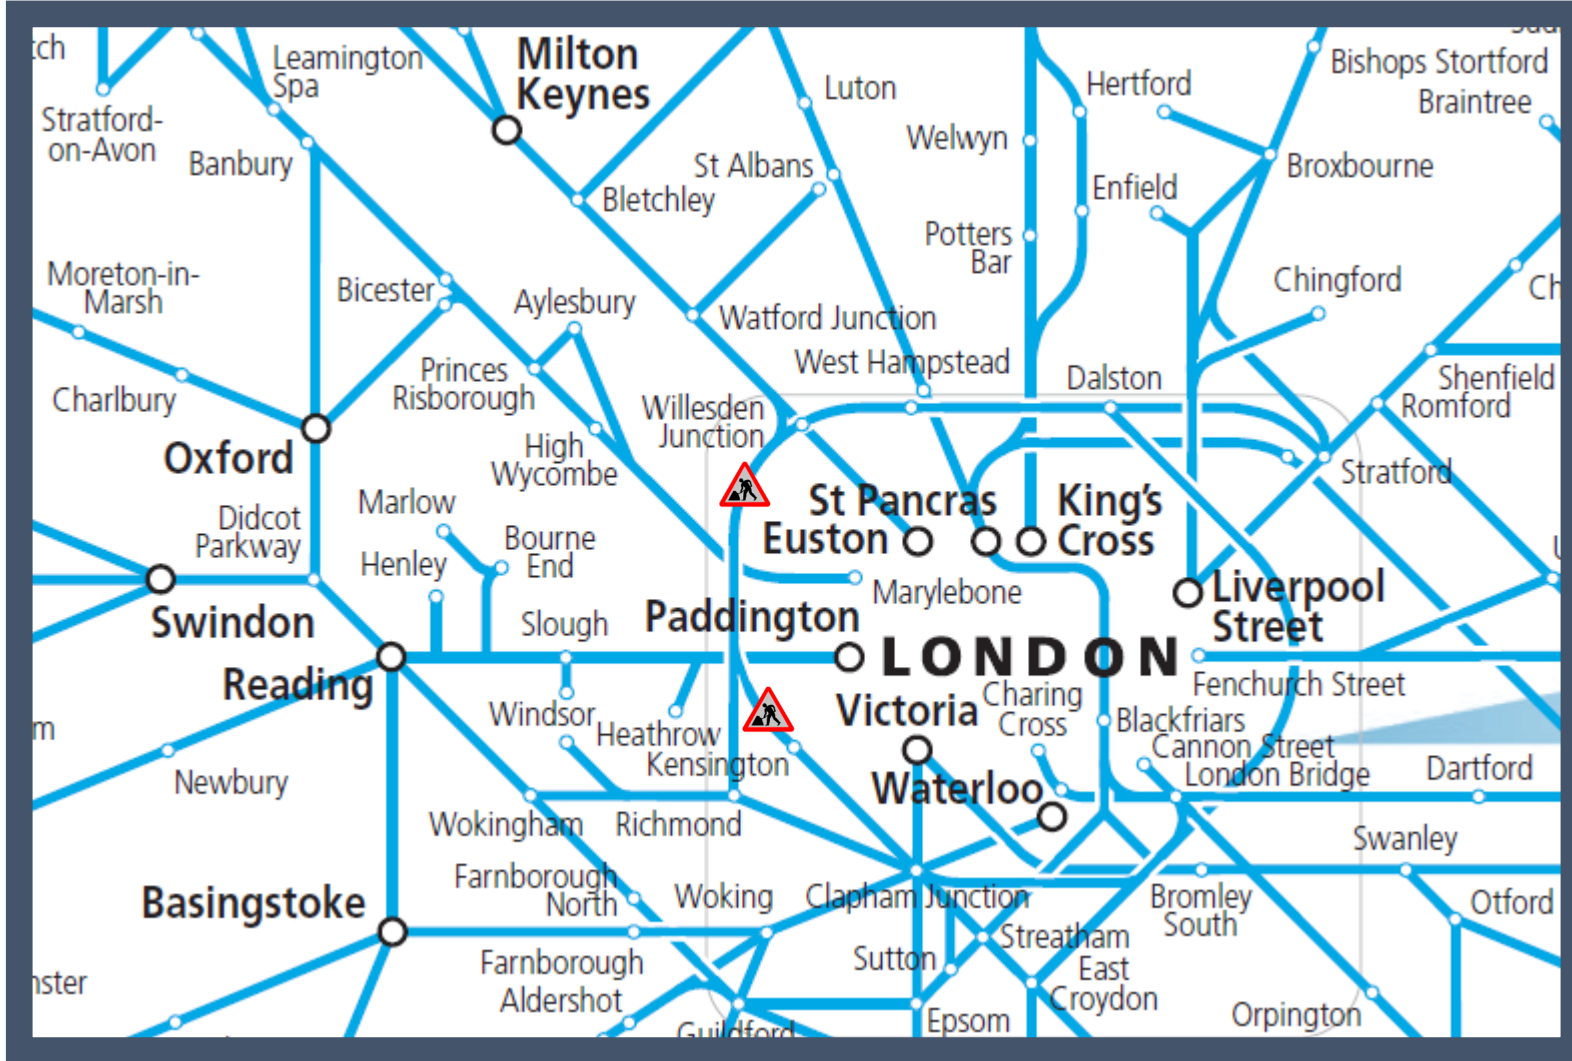 Leamington
Spa
Milton
Keynes
Luton
Hertford
Bishops Stortford
Braintree
Stratford-
on-Avon
Banbury
Welwyn
St Albans
Bletchley
Enfield
Broxbourne
Potters
Bar
Moreton-in-
Marsh
Bicester
Aylesbury
Chingford
Watford Junction
West Hampstead
Princes
Risborough
Dalston
Shenfield
Charlbury
Willesden
Junction
Romford
Oxford
High
Wycombe
Stratford
Marlow
St Pancras
King's
Cross
Didcot
Parkway
Bourne
End
Euston
Henley
Marylebone
Liverpool
Street
Swindon
Slough
Paddington
LONDON
Reading
Fenchurch Street
Windsor
Heathrow
Victoria
Charing
Cross
Blackfriars
Kensington
Cannon Street
London Bridge
Dartford
Newbury
Waterloo
Wokingham
Richmond
Swanley
Farnborough
North
Woking
Clapham Junction
Bromley
South
Otford
Basingstoke
Streatham
Sutton
East
Croydon
Farnborough
Aldershot
Epsom
Orpington
Guildford